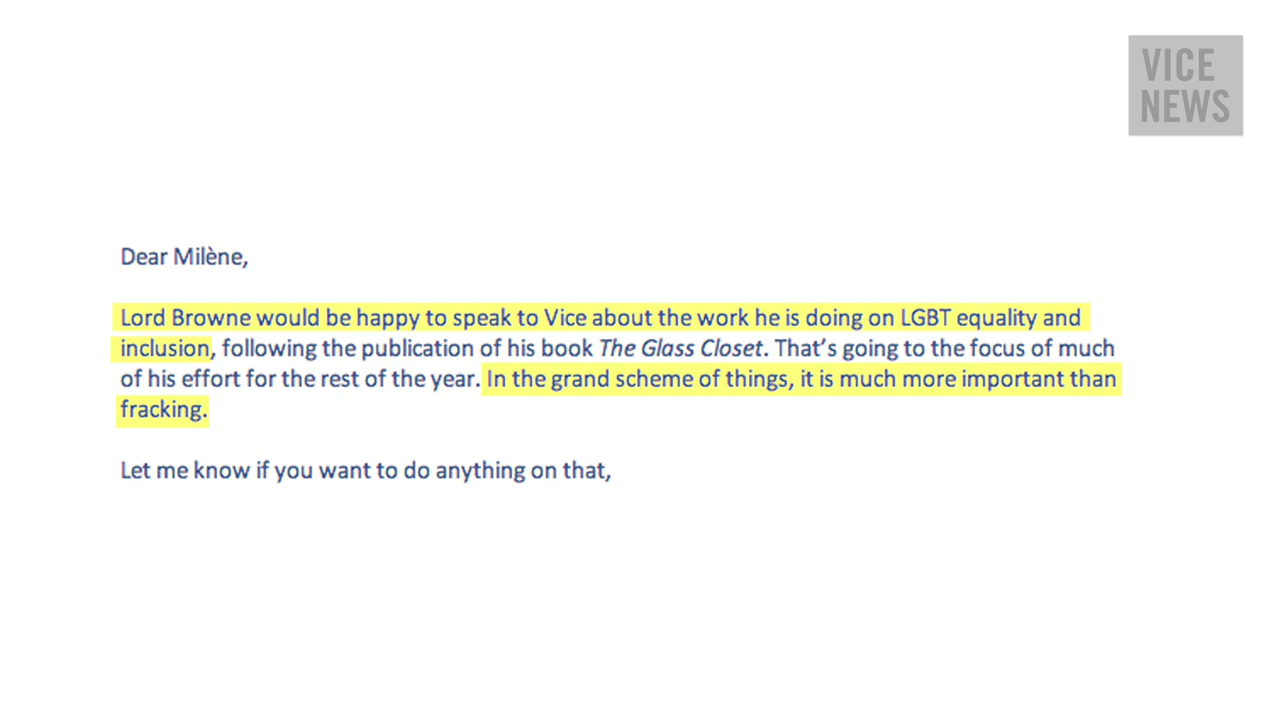 VICE
NEWS
Dear Milène,
Lord Browne would be happy to speak to Vice about the work he is doing on LGBT equality and
inclusion, following the publication of his book The Glass Closet. That's going to the focus of much
of his effort for the rest of the year. In the grand scheme of things, it is much more important than
fracking.
Let me know if you want to do anything on that,